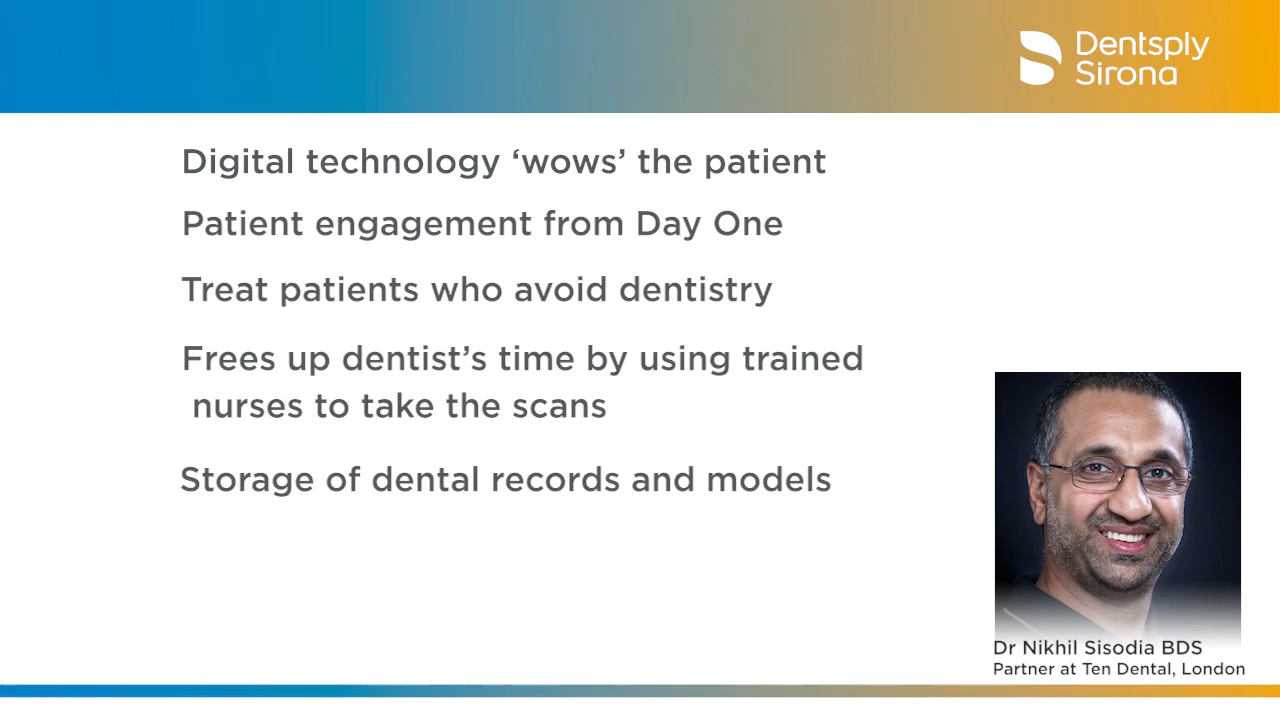 Dentsply
Sirona
Digital technology ‘wows’ the patient
Patient engagement from Day One
Treat patients who avoid dentistry
Frees up dentist’s time by using trained
nurses to take the scans
Storage of dental records and models
Dr Nikhil Sisodia BDS
Partner at Ten Dental, London